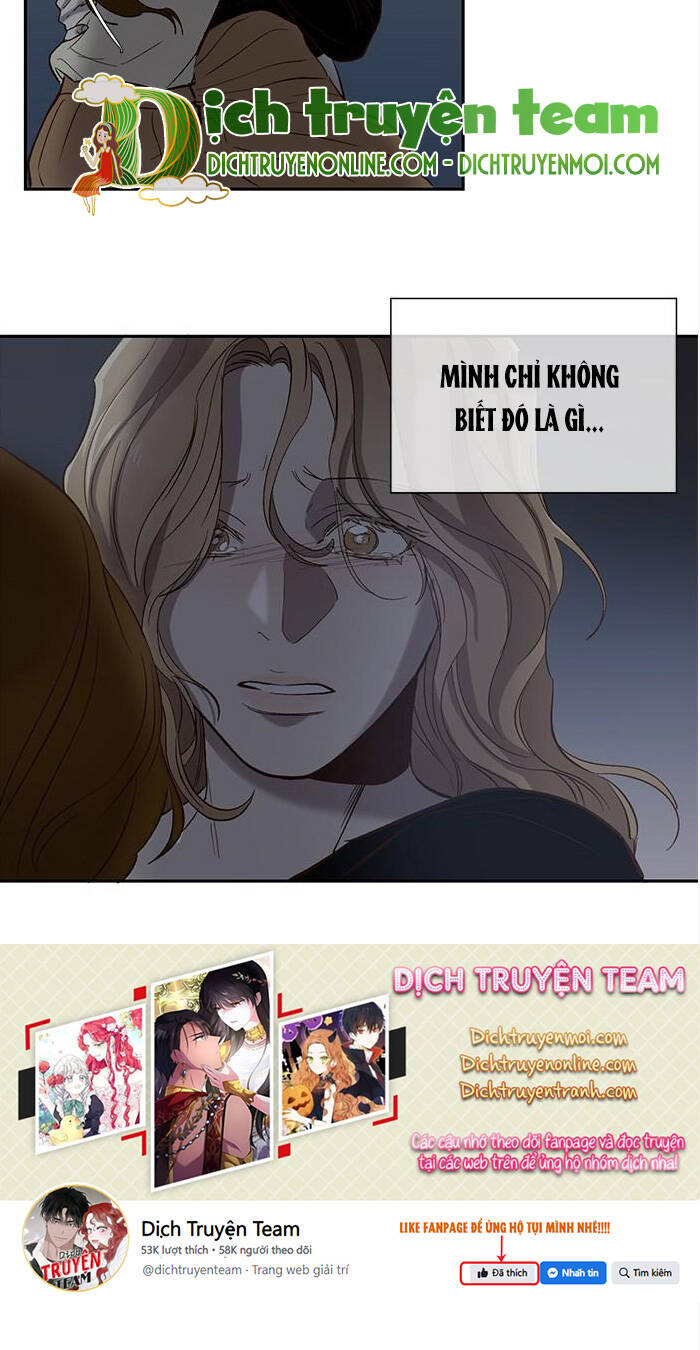 Dịch truyện team
DICHTRUYENONLINE.COM - DICHTRUYENMOI.COM
MÌNH CHỈ KHÔNG
BIẾT ĐÓ LÀ GÌ...
DỊCH TRUYỆN TEAM
Dichtruyenmoi.com
Dichtruyenonline.com
Dichtruyentranh.com
Các cậu nhớ theo dõi fanpage và đọc truyện
tại các web trên để ủng hộ nhóm dịch nha!
DỊCH
TRUYỆN
TEAM
Dịch Truyện Team
53K lượt thích • 58K người theo dõi
@dichtruyenteam · Trang web giải trí
LIKE FANPAGE ĐỂ ỦNG HỘ TỤI MÌNH NHÉ!!!!
Đã thích
Nhắn tin
Tìm kiếm